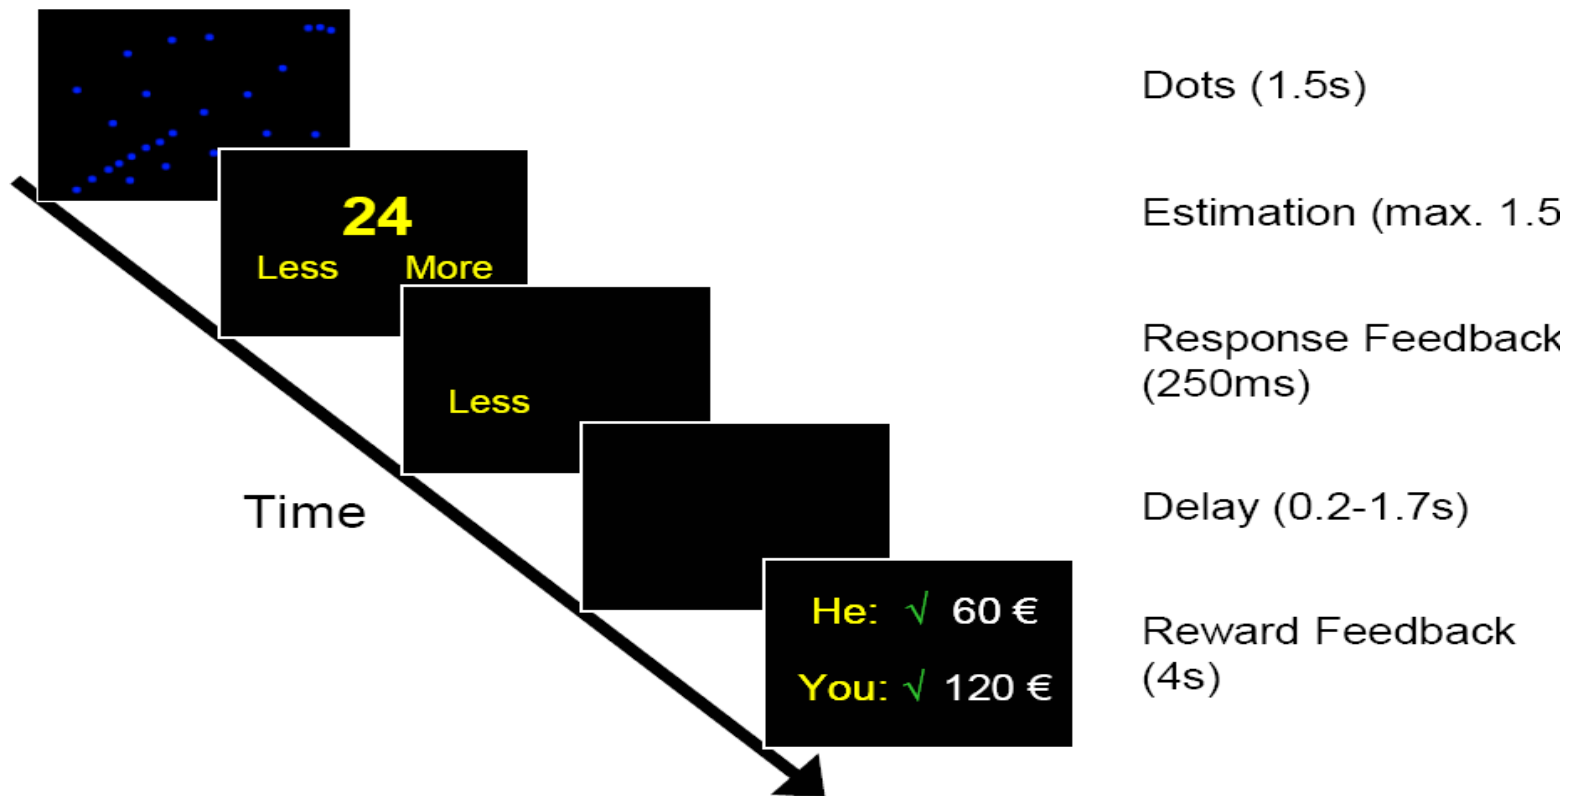 Dots (1.5s)
24
Less More
Estimation (max. 1.5
Less
Response Feedback
(250ms)
Time
Delay (0.2-1.7s)
He: √ 60 €
You: √ 120 €
Reward Feedback
(4s)